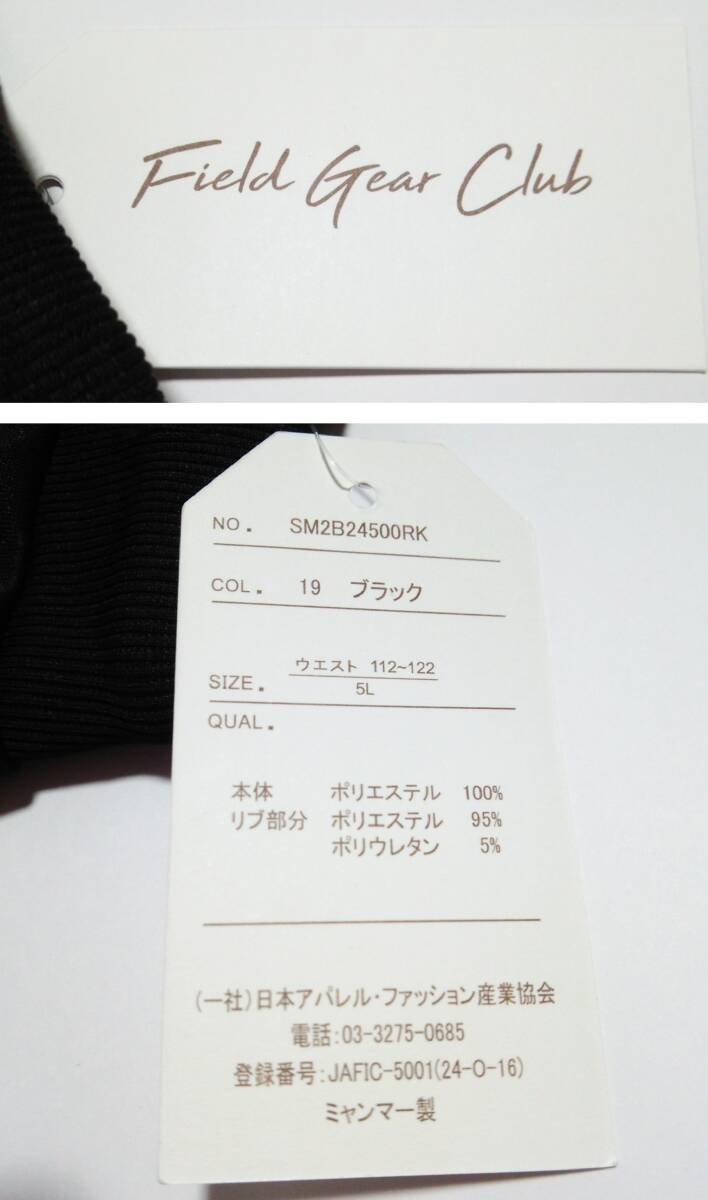 Field Gear Club
NO. SM2B24500RK
COL. 19 ブラック
ウエスト 112~122
SIZE. 5L
QUAL.
本体 ポリエステル 100%
リブ部分 ポリエステル 95%
ポリウレタン 5%
(一社)日本アパレル・ファッション産業協会
電話:03-3275-0685
登録番号:JAFIC-5001(24-O-16)
ミャンマー製